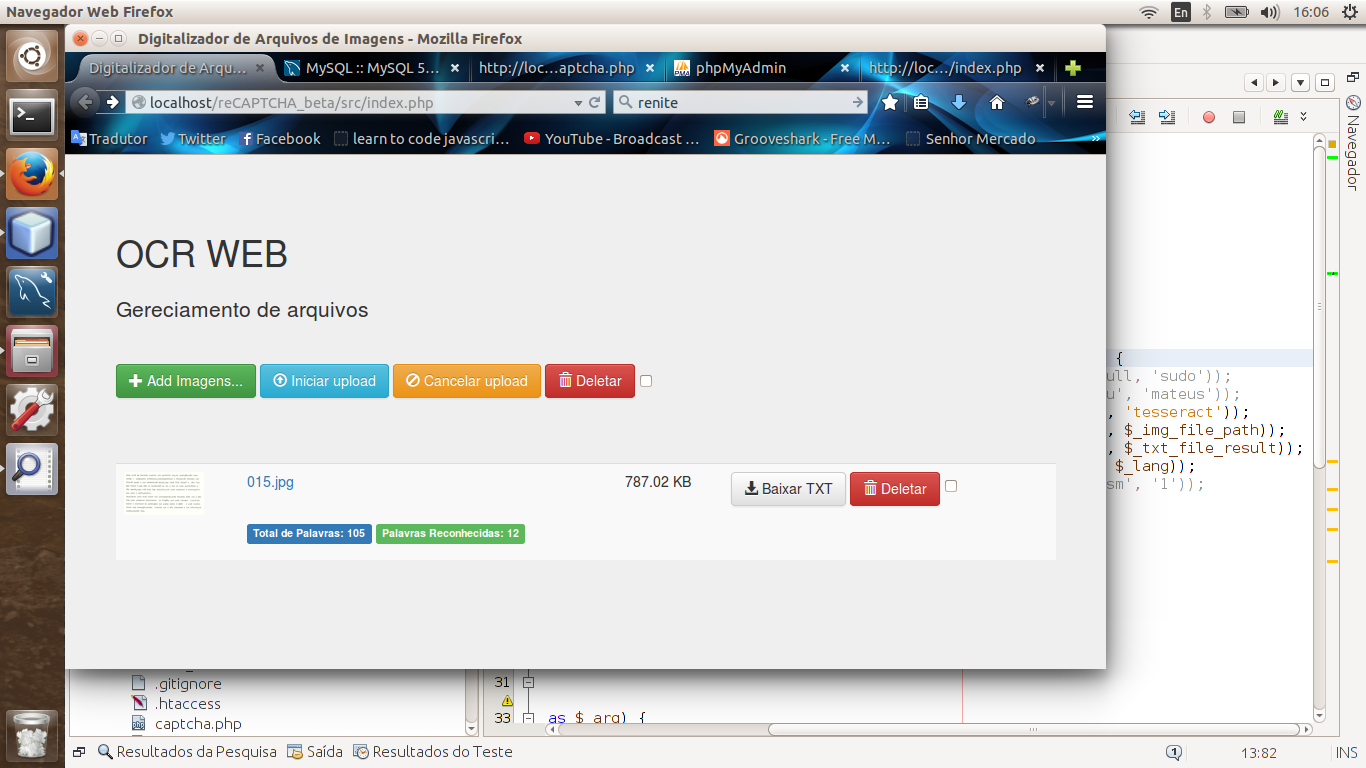 Navegador Web Firefox
En
16:06
Digitalizador de Arquivos de Imagens - Mozilla Firefox
Digitalizador de Arqu...
MySQL :: MySQL 5...
http://loc...aptcha.php
phpMyAdmin
http://loc.../index.php
localhost/reCAPTCHA_beta/src/index.php
renite
Tradutor
Twitter
Facebook
learn to code javascri...
YouTube - Broadcast ...
Grooveshark - Free M...
Senhor Mercado
»
OCR WEB
Gereciamento de arquivos
Add Imagens...
Iniciar upload
Cancelar upload
Deletar
015.jpg
787.02 KB
Baixar TXT
Deletar
Total de Palavras: 105
Palavras Reconhecidas: 12
Navegador
{
ull, 'sudo'));
u', 'mateus'));
, 'tesseract'));
, $_img_file_path));
, $_txt_file_result));
$_lang));
sm', '1'));
.gitignore
.htaccess
captcha.php
31
33
as $_arg) {
Resultados da Pesquisa
Saída
Resultados do Teste
1
13:82
INS